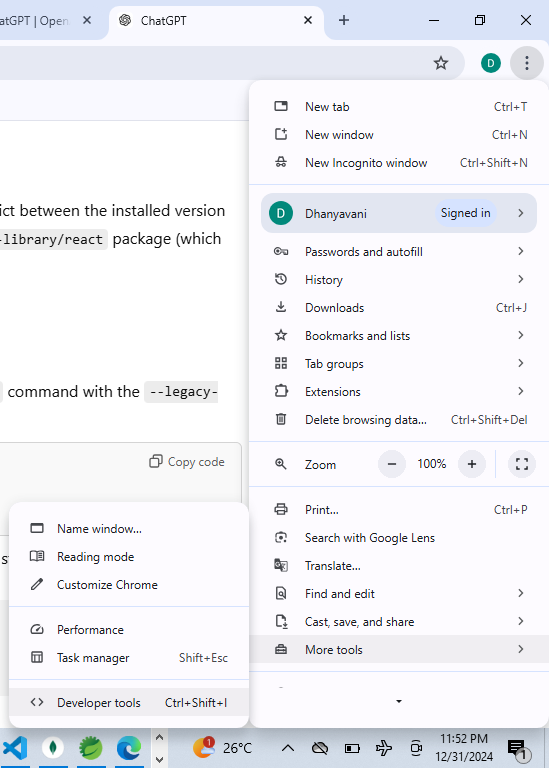 atGPT | Open
ChatGPT
D
New tab Ctrl+T
New window Ctrl+N
New Incognito window Ctrl+Shift+N
D Dhanyavani Signed in
Passwords and autofill
History
Downloads Ctrl+J
Bookmarks and lists
Tab groups
Extensions
Delete browsing data... Ctrl+Shift+Del
Zoom − 100% +
Print... Ctrl+P
Search with Google Lens
Translate...
Find and edit
Cast, save, and share
More tools
ict between the installed version
-library/react package (which
command with the --legacy-
Copy code
Name window...
Reading mode
Customize Chrome
Performance
Task manager Shift+Esc
Developer tools Ctrl+Shift+I
1 26°C
11:52 PM
12/31/2024
1